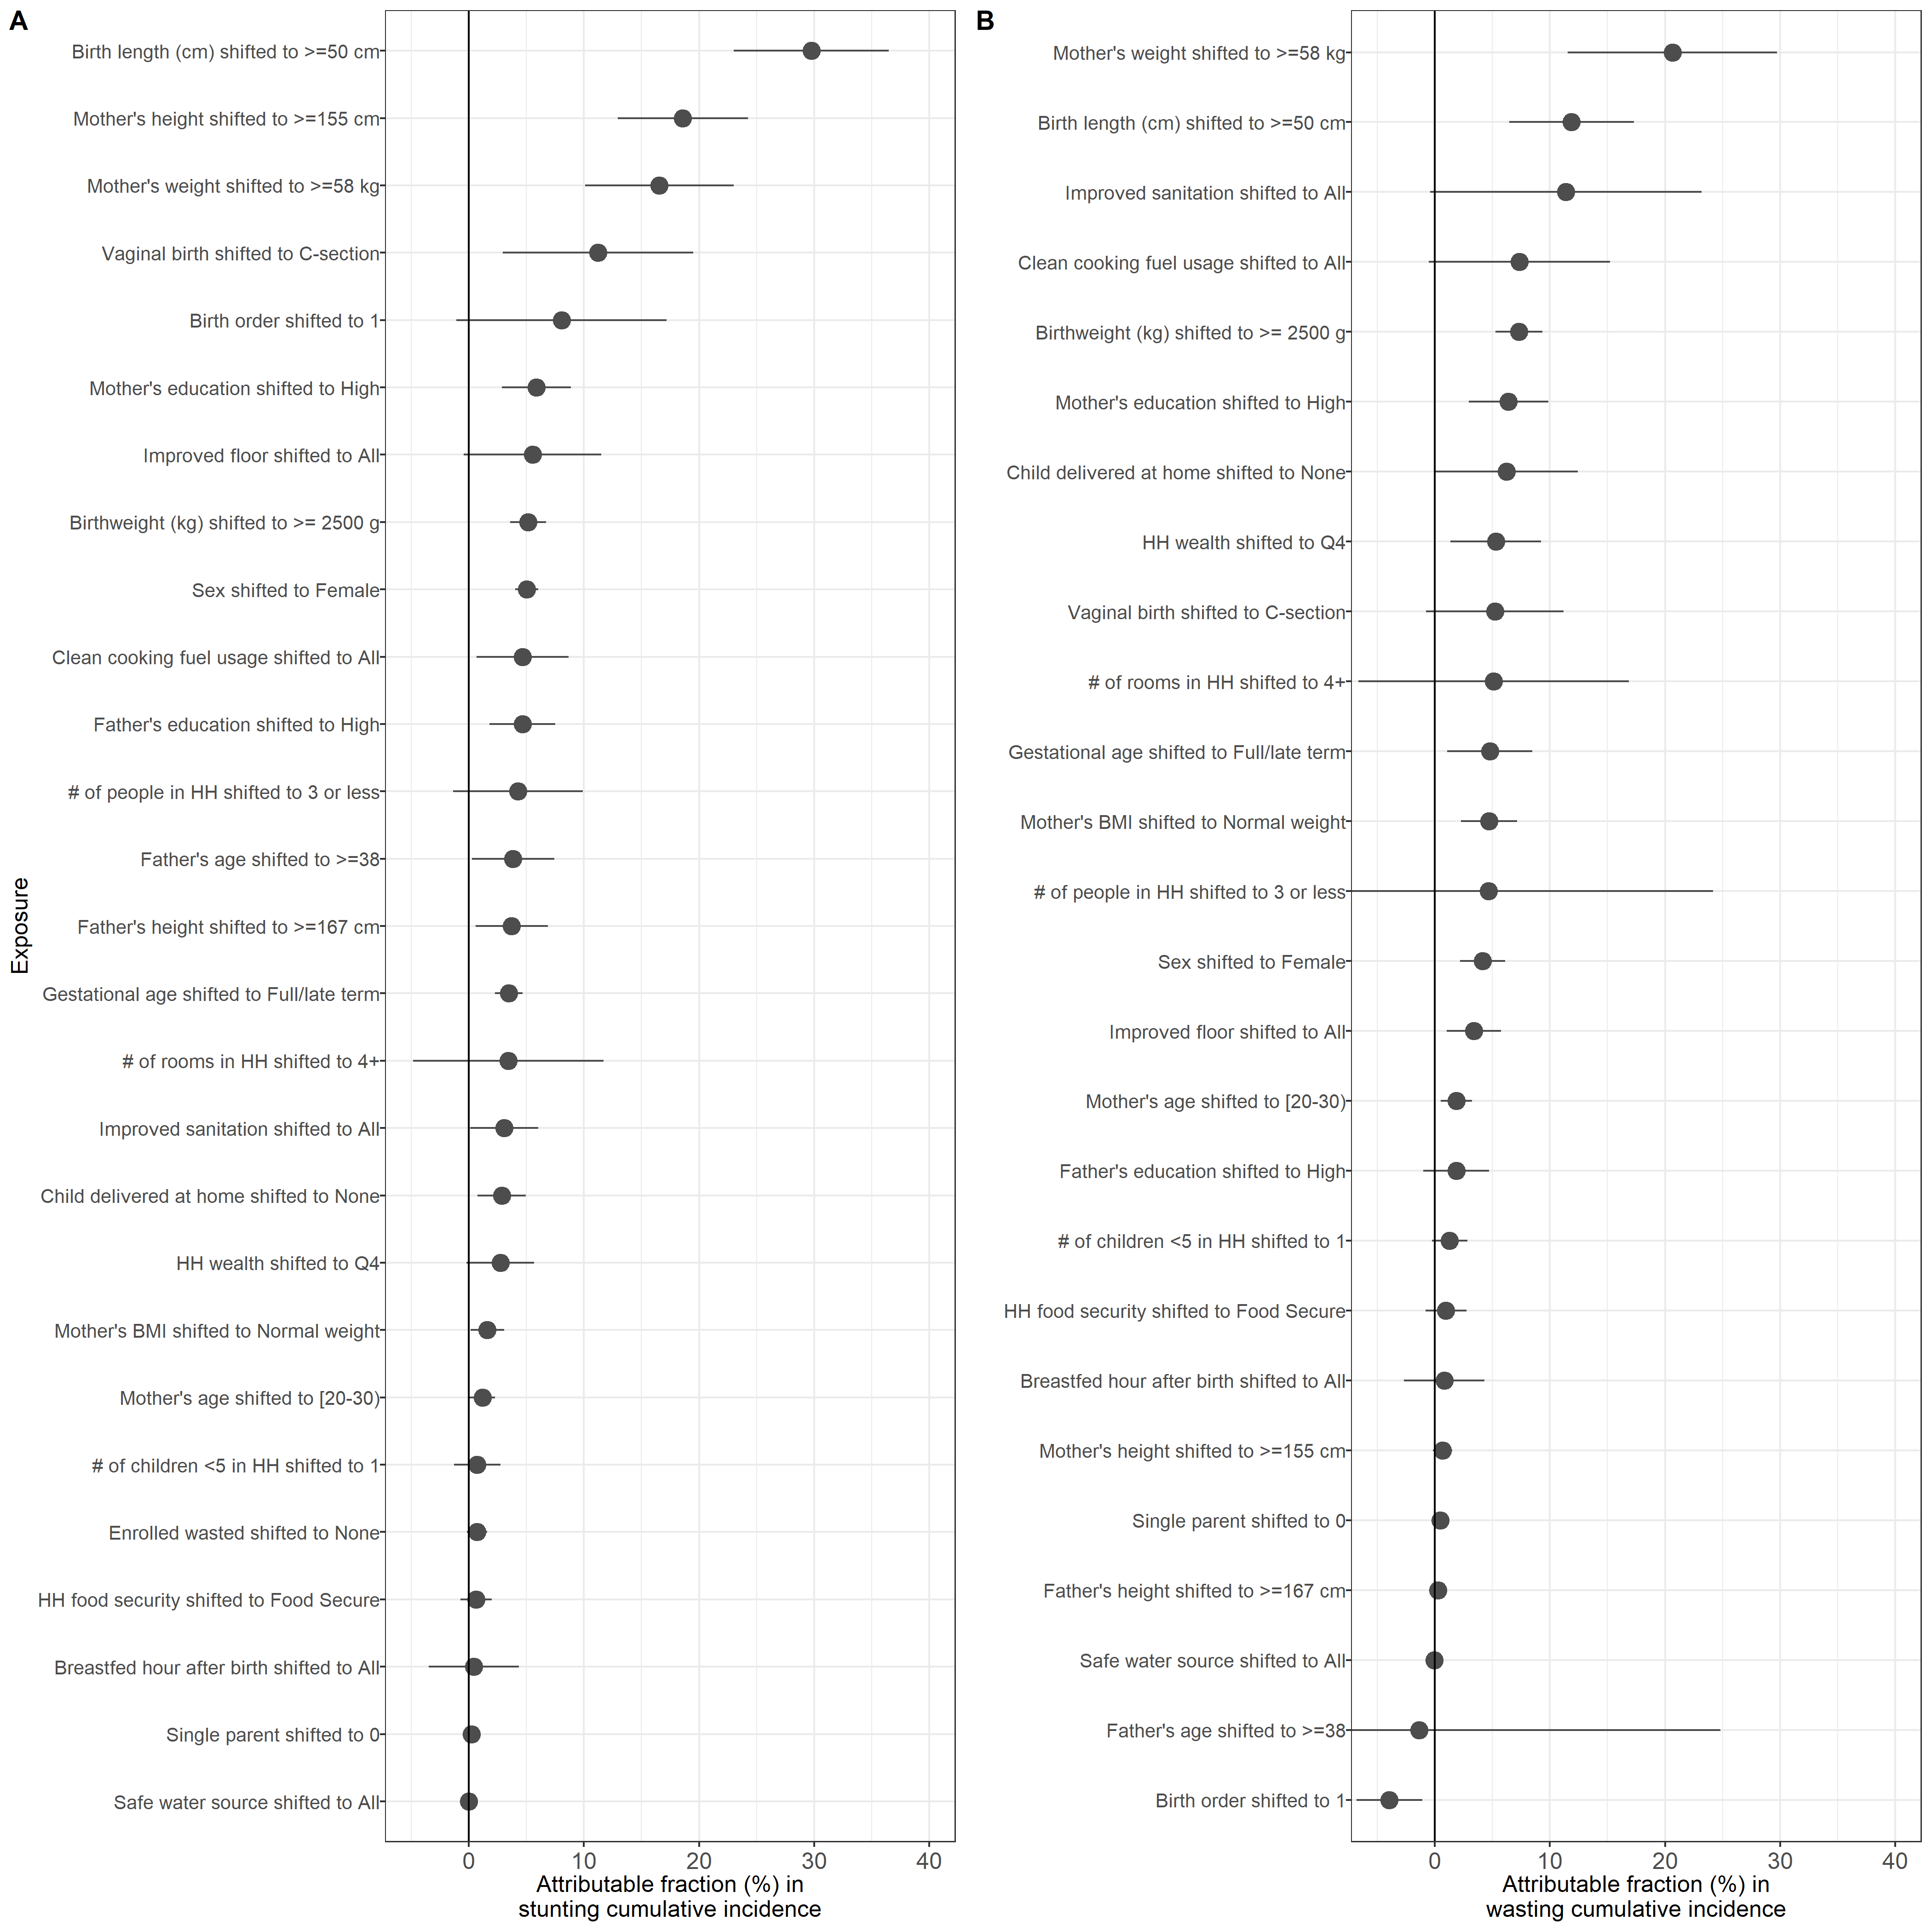 A
Birth length (cm) shifted to >=50 cm
Mother's height shifted to >=155 cm
Mother's weight shifted to >=58 kg
Vaginal birth shifted to C-section
Birth order shifted to 1
Mother's education shifted to High
Improved floor shifted to All
Birthweight (kg) shifted to >= 2500 g
Sex shifted to Female
Clean cooking fuel usage shifted to All
Father's education shifted to High
# of people in HH shifted to 3 or less
Father's age shifted to >=38
Father's height shifted to >=167 cm
Gestational age shifted to Full/late term
# of rooms in HH shifted to 4+
Improved sanitation shifted to All
Child delivered at home shifted to None
HH wealth shifted to Q4
Mother's BMI shifted to Normal weight
Mother's age shifted to [20-30)
# of children <5 in HH shifted to 1
Enrolled wasted shifted to None
HH food security shifted to Food Secure
Breastfed hour after birth shifted to All
Single parent shifted to 0
Safe water source shifted to All
Exposure
0 10 20 30 40
Attributable fraction (%) in
stunting cumulative incidence
B
Mother's weight shifted to >=58 kg
Birth length (cm) shifted to >=50 cm
Improved sanitation shifted to All
Clean cooking fuel usage shifted to All
Birthweight (kg) shifted to >= 2500 g
Mother's education shifted to High
Child delivered at home shifted to None
HH wealth shifted to Q4
Vaginal birth shifted to C-section
# of rooms in HH shifted to 4+
Gestational age shifted to Full/late term
Mother's BMI shifted to Normal weight
# of people in HH shifted to 3 or less
Sex shifted to Female
Improved floor shifted to All
Mother's age shifted to [20-30)
Father's education shifted to High
# of children <5 in HH shifted to 1
HH food security shifted to Food Secure
Breastfed hour after birth shifted to All
Mother's height shifted to >=155 cm
Single parent shifted to 0
Father's height shifted to >=167 cm
Safe water source shifted to All
Father's age shifted to >=38
Birth order shifted to 1
0 10 20 30 40
Attributable fraction (%) in
wasting cumulative incidence